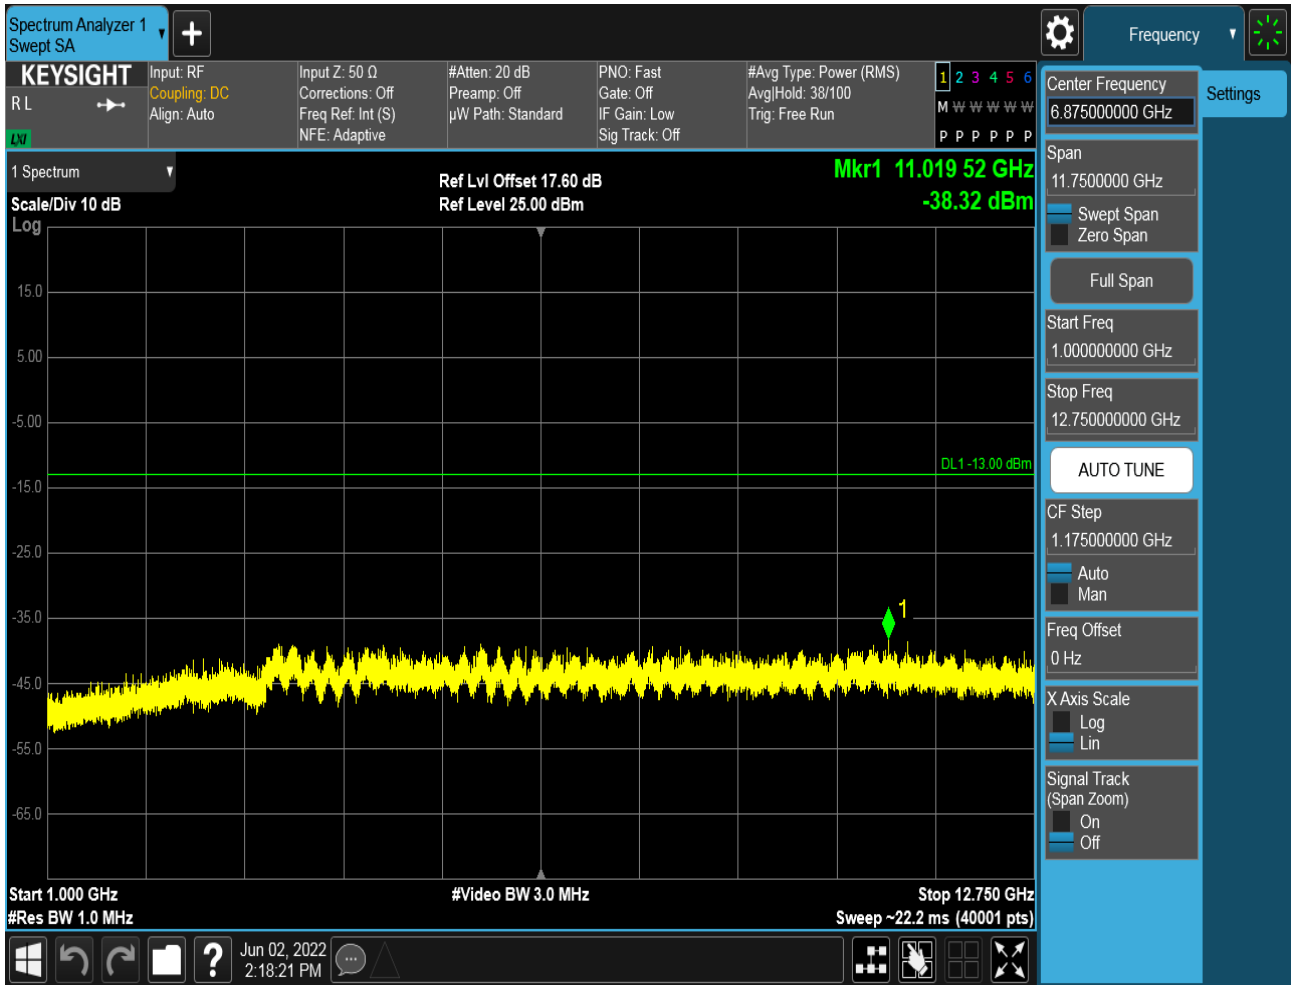 Spectrum Analyzer 1
Swept SA
Frequency
KEYSIGHT
R L
LXI
Input: RF
Coupling: DC
Align: Auto
Input Z: 50 Ω
Corrections: Off
Freq Ref: Int (S)
NFE: Adaptive
#Atten: 20 dB
Preamp: Off
µW Path: Standard
PNO: Fast
Gate: Off
IF Gain: Low
Sig Track: Off
#Avg Type: Power (RMS)
Avg|Hold: 38/100
Trig: Free Run
1 2 3 4 5 6
M W W W W W
P P P P P P
1 Spectrum
Scale/Div 10 dB
Log
Ref Lvl Offset 17.60 dB
Ref Level 25.00 dBm
Mkr1 11.019 52 GHz
-38.32 dBm
15.0
5.00
-5.00
DL1 -13.00 dBm
-15.0
-25.0
-35.0
1
-45.0
-55.0
-65.0
Start 1.000 GHz
#Res BW 1.0 MHz
#Video BW 3.0 MHz
Stop 12.750 GHz
Sweep ~22.2 ms (40001 pts)
?
Jun 02, 2022
2:18:21 PM
Center Frequency
6.875000000 GHz
Settings
Span
11.7500000 GHz
Swept Span
Zero Span
Full Span
Start Freq
1.000000000 GHz
Stop Freq
12.750000000 GHz
AUTO TUNE
CF Step
1.175000000 GHz
Auto
Man
Freq Offset
0 Hz
X Axis Scale
Log
Lin
Signal Track
(Span Zoom)
On
Off